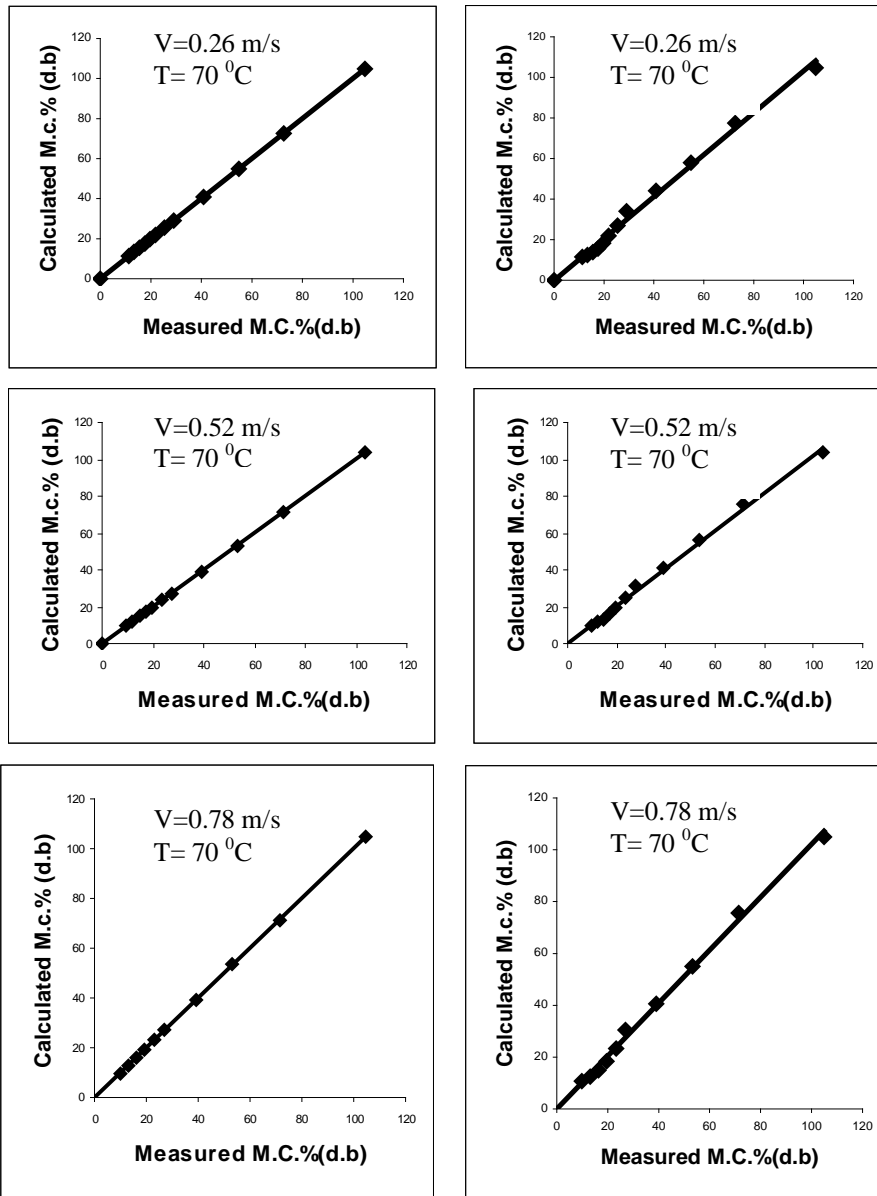 V=0.26 m/s
T= 70 ⁰C
Calculated M.c.% (d.b)
120
100
80
60
40
20
0
0 20 40 60 80 100 120
Measured M.C.%(d.b)
V=0.26 m/s
T= 70 ⁰C
Calculated M.c.% (d.b)
120
100
80
60
40
20
0
0 20 40 60 80 100 120
Measured M.C.%(d.b)
V=0.52 m/s
T= 70 ⁰C
Calculated M.c.% (d.b)
120
100
80
60
40
20
0
0 20 40 60 80 100 120
Measured M.C.%(d.b)
V=0.52 m/s
T= 70 ⁰C
Calculated M.c.% (d.b)
120
100
80
60
40
20
0
0 20 40 60 80 100 120
Measured M.C.%(d.b)
V=0.78 m/s
T= 70 ⁰C
Calculated M.c.% (d.b)
120
100
80
60
40
20
0
0 20 40 60 80 100 120
Measured M.C.%(d.b)
V=0.78 m/s
T= 70 ⁰C
Calculated M.c.% (d.b)
120
100
80
60
40
20
0
0 20 40 60 80 100 120
Measured M.C.%(d.b)